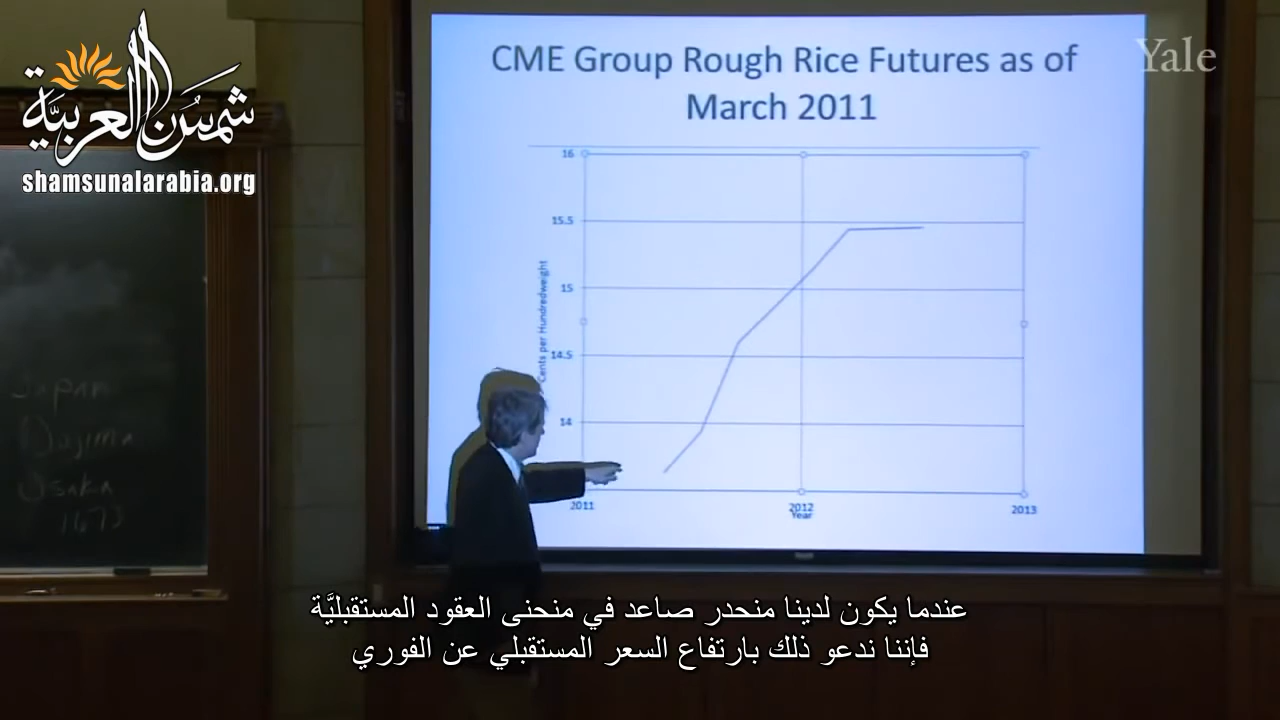 شمسُن العربيَّة
shamsunalarabia.org
Yale
CME Group Rough Rice Futures as of
March 2011
16
15.5
15
14.5
14
Cents per Hundredweight
2011
2012
2013
Year
Japan
Dojima
Osaka
1673
عندما يكون لدينا منحدر صاعد في منحنى العقود المستقبليَّة
فإننا ندعو ذلك بارتفاع السعر المستقبلي عن الفوري